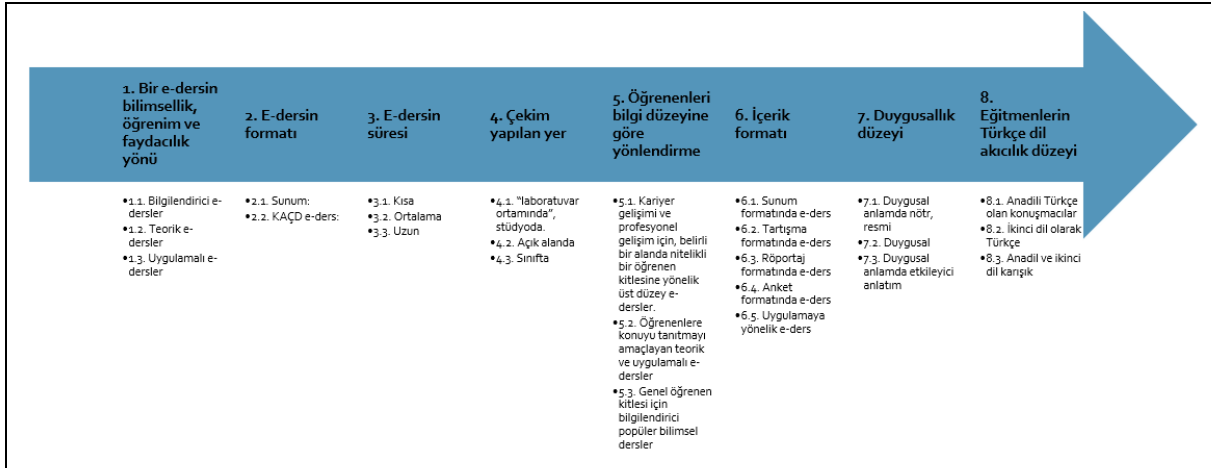 1. Bir e-dersin
bilimsellik,
öğrenim ve
faydacılık
yönü
•1.1. Bilgilendirici e-
dersler
•1.2. Teorik e-
dersler
•1.3. Uygulamalı e-
dersler
2. E-dersin
formatı
•2.1. Sunum:
•2.2. KAÇD e-ders:
3. E-dersin
süresi
•3.1. Kısa
•3.2. Ortalama
•3.3. Uzun
4. Çekim
yapılan yer
•4.1. “laboratuvar
ortamında”,
stüdyoda.
•4.2. Açık alanda
•4.3. Sınıfta
5. Öğrenenleri
bilgi düzeyine
göre
yönlendirme
•5.1. Kariyer
gelişimi ve
profesyonel
gelişim için, belirli
bir alanda nitelikli
bir öğrenen
kitlesine yönelik
üst düzey e-
dersler.
•5.2. Öğrenenlere
konuyu tanıtmayı
amaçlayan teorik
ve uygulamalı e-
dersler
•5.3. Genel öğrenen
kitlesi için
bilgilendirici
popüler bilimsel
dersler
6. İçerik
formatı
•6.1. Sunum
formatında e-ders
•6.2. Tartışma
formatında e-ders
•6.3. Röportaj
formatında e-ders
•6.4. Anket
formatında e-ders
•6.5. Uygulamaya
yönelik e-ders
7. Duygusallık
düzeyi
•7.1. Duygusal
anlamda nötr,
resmi
•7.2. Duygusal
•7.3. Duygusal
anlamda etkileyici
anlatım
8.
Eğitmenlerin
Türkçe dil
akıcılık düzeyi
•8.1. Anadili Türkçe
olan konuşmacılar
•8.2. İkinci dil olarak
Türkçe
•8.3. Anadil ve ikinci
dil karışık